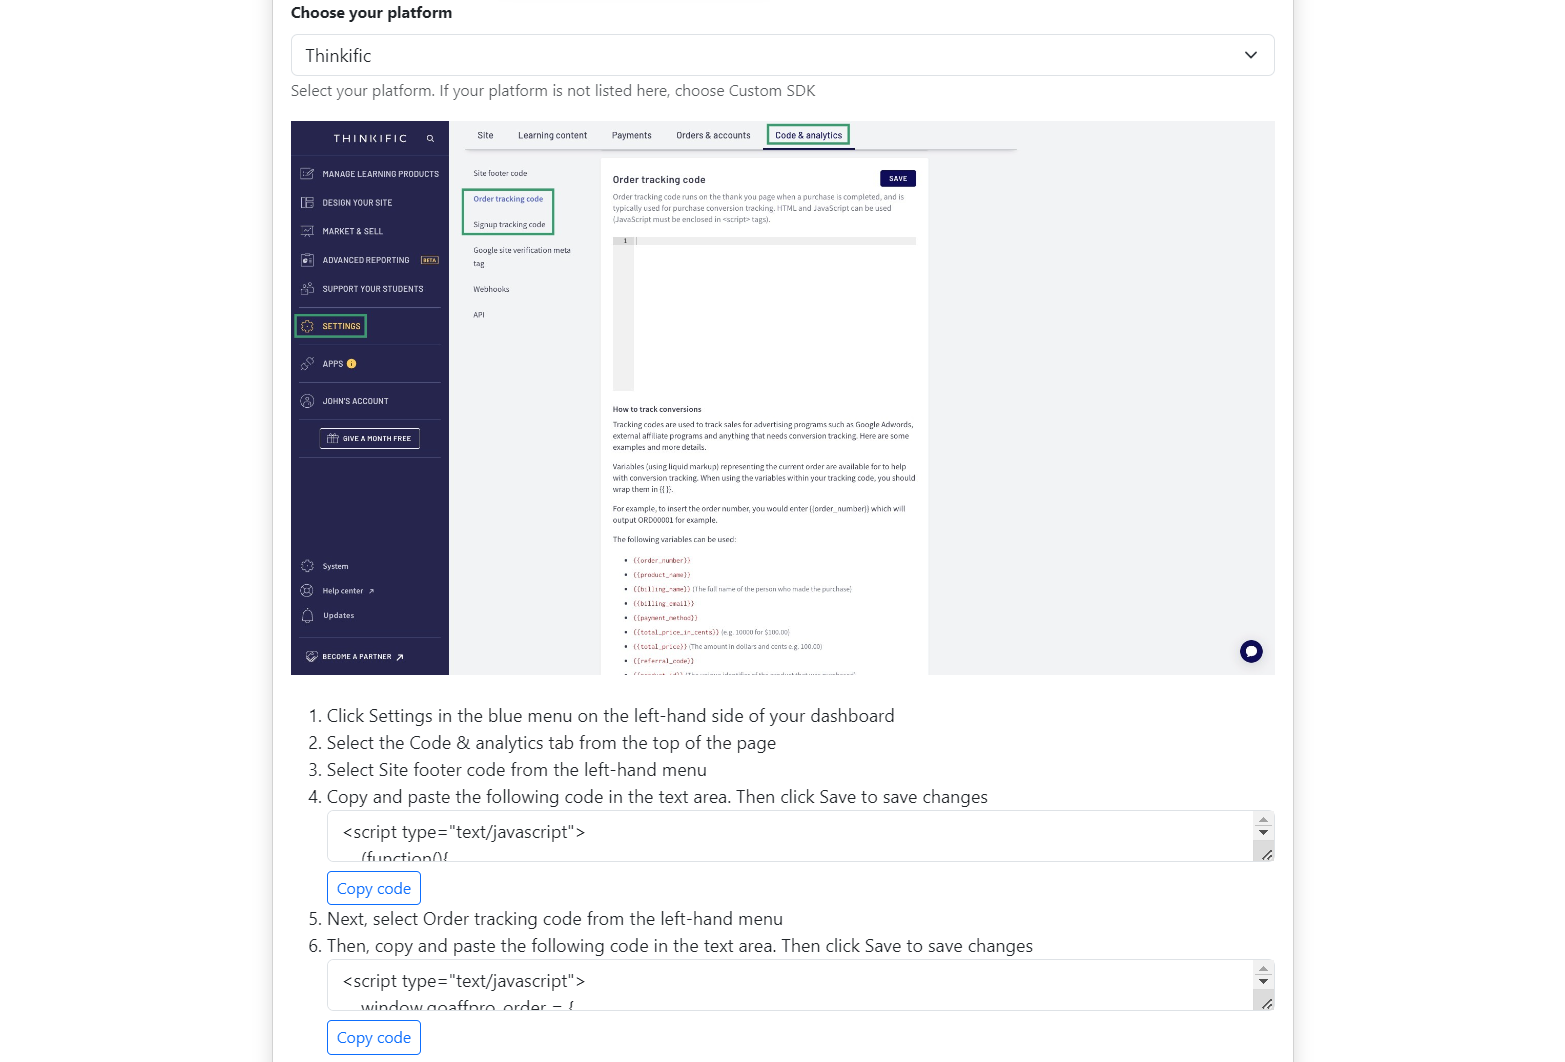 Choose your platform
Thinkific
Select your platform. If your platform is not listed here, choose Custom SDK
THINKIFIC
MANAGE LEARNING PRODUCTS
DESIGN YOUR SITE
MARKET & SELL
ADVANCED REPORTING BETA
SUPPORT YOUR STUDENTS
SETTINGS
APPS
JOHN'S ACCOUNT
GIVE A MONTH FREE
System
Help center
Updates
BECOME A PARTNER
Site Learning content Payments Orders & accounts Code & analytics
Site footer code
Order tracking code
Signup tracking code
Google site verification meta
tag
Webhooks
API
Order tracking code
SAVE
Order tracking code runs on the thank you page when a purchase is completed, and is
typically used for purchase conversion tracking. HTML and JavaScript can be used
(JavaScript must be enclosed in <script> tags).
1
How to track conversions
Tracking codes are used to track sales for advertising programs such as Google Adwords,
external affiliate programs and anything that needs conversion tracking. Here are some
examples and more details.
Variables (using liquid markup) representing the current order are available for to help
with conversion tracking. When using the variables within your tracking code, you should
wrap them in {{ }}.
For example, to insert the order number, you would enter {{order_number}} which will
output ORD00001 for example.
The following variables can be used:
{{order_number}}
{{product_name}}
{{billing_name}} (The full name of the person who made the purchase)
{{billing_email}}
{{payment_method}}
{{total_price_in_cents}} (e.g. 10000 for $100.00)
{{total_price}} (The amount in dollars and cents e.g. 100.00)
{{referral_code}}
1. Click Settings in the blue menu on the left-hand side of your dashboard
2. Select the Code & analytics tab from the top of the page
3. Select Site footer code from the left-hand menu
4. Copy and paste the following code in the text area. Then click Save to save changes
<script type="text/javascript">
(function(){
Copy code
5. Next, select Order tracking code from the left-hand menu
6. Then, copy and paste the following code in the text area. Then click Save to save changes
<script type="text/javascript">
window.goaffpro_order = {
Copy code